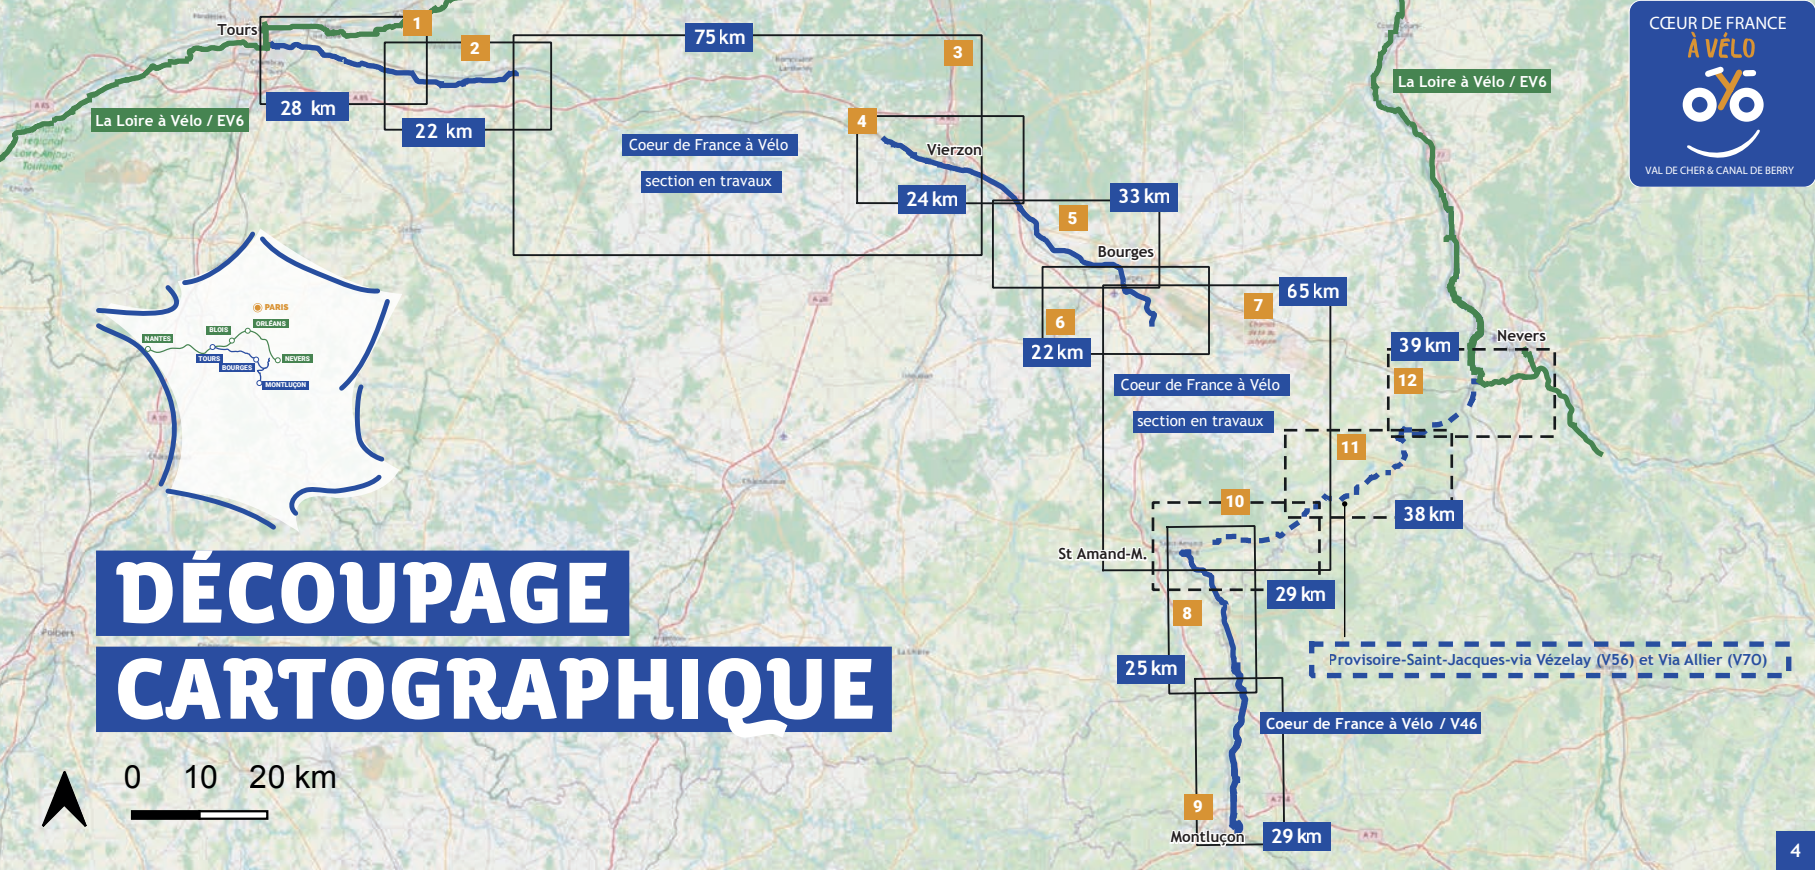 Tours
1
2
75 km
3
28 km
22 km
La Loire à Vélo / EV6
Coeur de France à Vélo
section en travaux
4
Vierzon
24 km
33 km
5
Bourges
6
22 km
7
65 km
Coeur de France à Vélo
section en travaux
La Loire à Vélo / EV6
CŒUR DE FRANCE
À VÉLO
VAL DE CHER & CANAL DE BERRY
Nevers
39 km
12
11
38 km
10
St Amand-M.
29 km
8
25 km
Provisoire-Saint-Jacques-via Vézelay (V56) et Via Allier (V70)
Coeur de France à Vélo / V46
9
Montluçon
29 km
PARIS
ORLÉANS
BLOIS
NANTES
TOURS
BOURGES
NEVERS
MONTLUÇON
DÉCOUPAGE
CARTOGRAPHIQUE
0 10 20 km
4